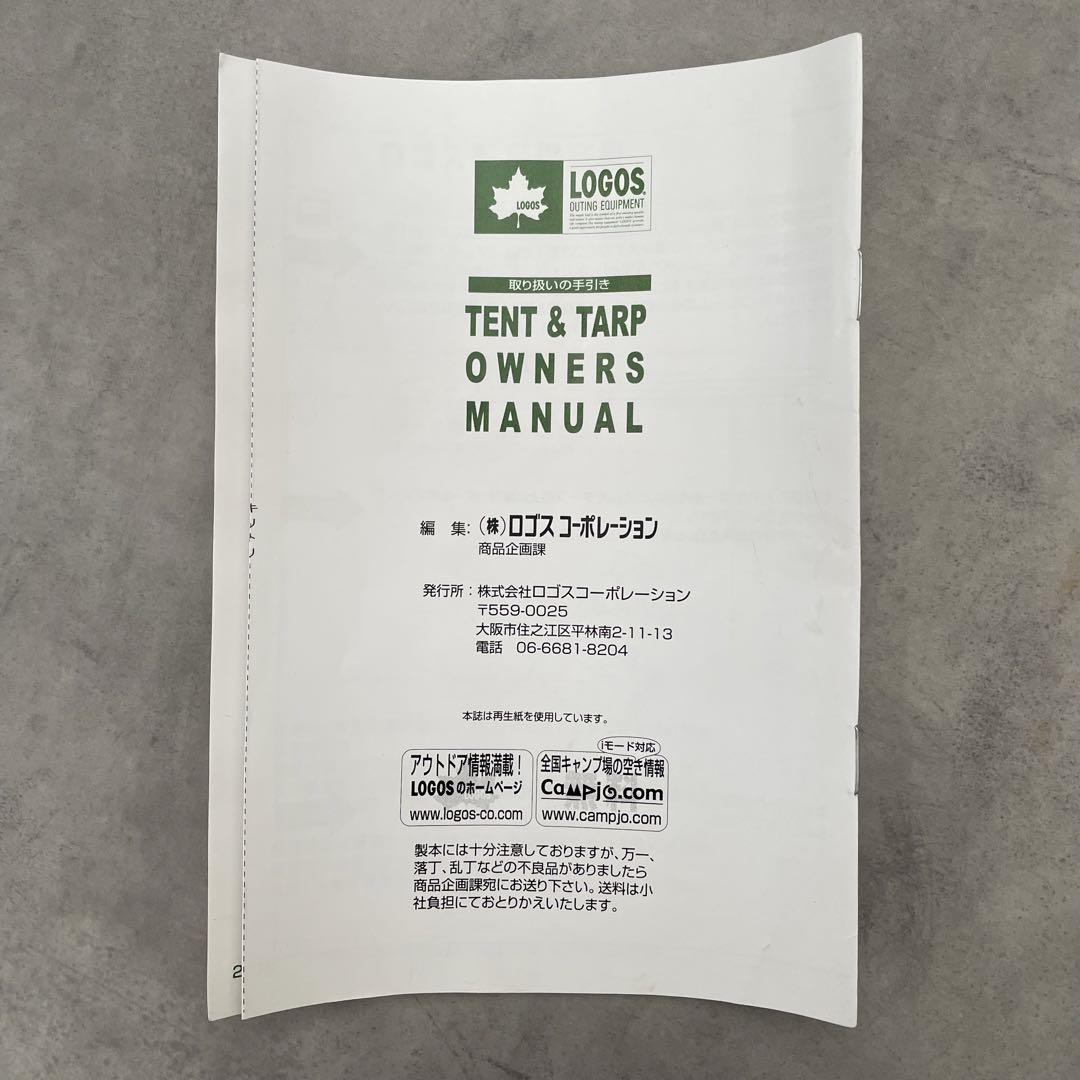 LOGOS
LOGOS®
OUTING EQUIPMENT
取り扱いの手引き
TENT & TARP
OWNERS
MANUAL
キリトリ
編 集:(株)ロゴス コーポレーション
商品企画課
発行所:株式会社ロゴスコーポレーション
〒559-0025
大阪市住之江区平林南2-11-13
電話 06-6681-8204
本誌は再生紙を使用しています。
アウトドア情報満載!
LOGOSのホームページ
www.logos-co.com
iモード対応
全国キャンプ場の空き情報
Campjo.com
www.campjo.com
製本には十分注意しておりますが、万一、
落丁、乱丁などの不良品がありましたら
商品企画課宛にお送り下さい。送料は小
社負担にておとりかえいたします。
2